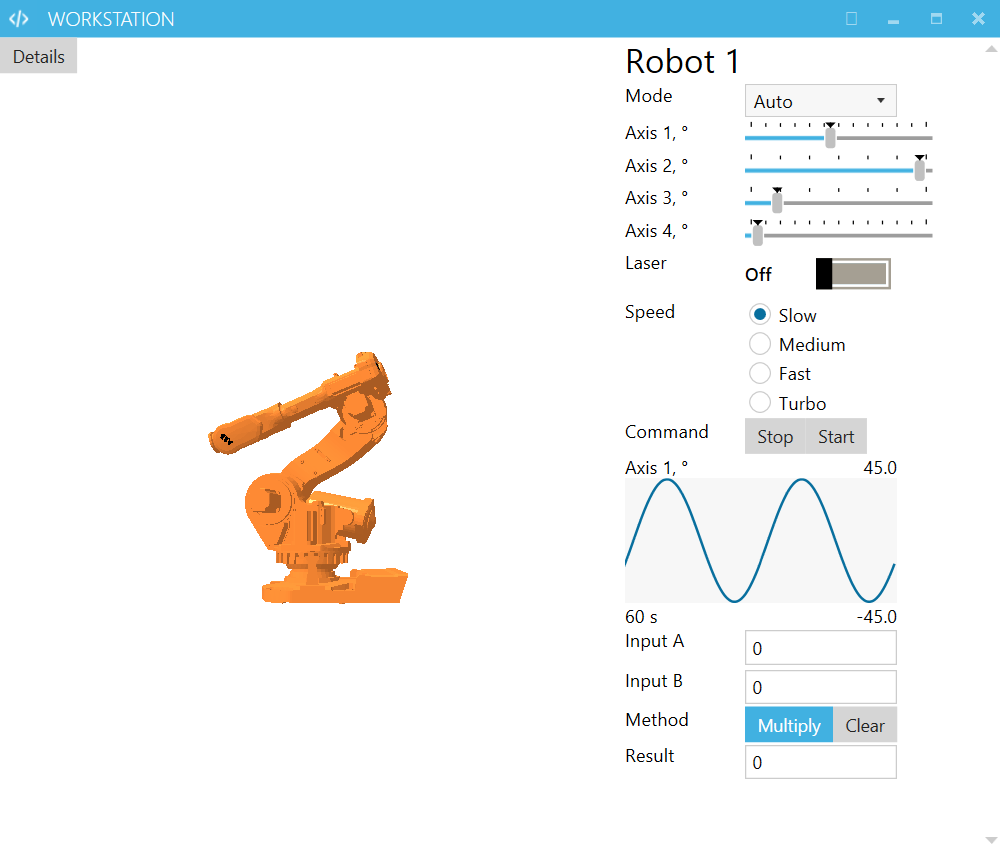 WORKSTATION
Details
Robot 1
Mode Auto
Axis 1, °
Axis 2, °
Axis 3, °
Axis 4, °
Laser Off
Speed Slow
Medium
Fast
Turbo
Command Stop Start
Axis 1, ° 45.0
60 s -45.0
Input A 0
Input B 0
Method Multiply Clear
Result 0